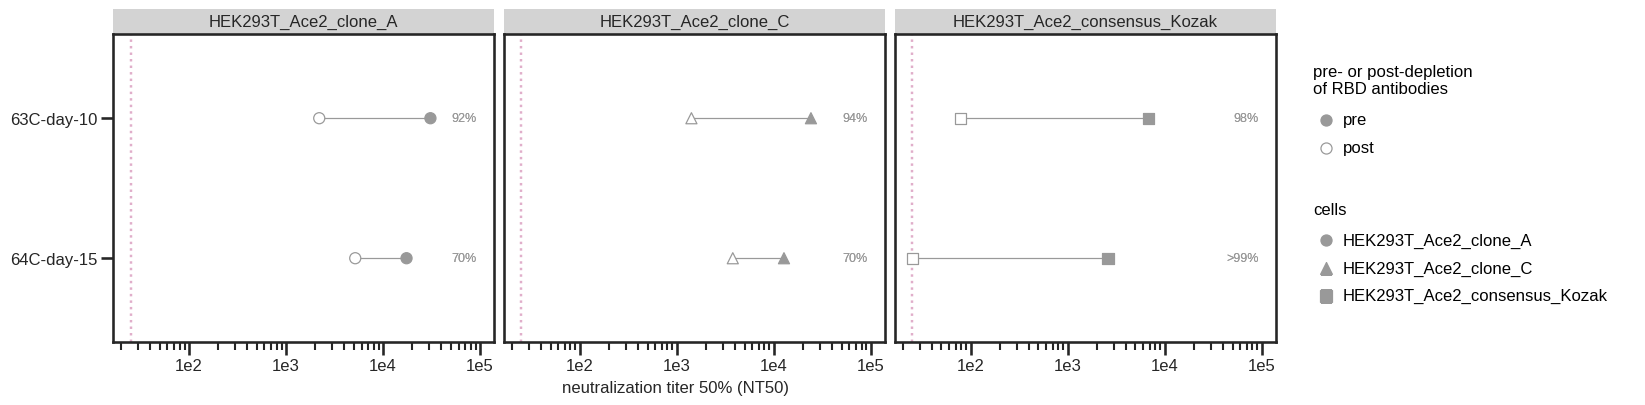 HEK293T_Ace2_clone_A
HEK293T_Ace2_clone_C
HEK293T_Ace2_consensus_Kozak
63C-day-10
92%
94%
98%
64C-day-15
70%
70%
>99%
1e2
1e3
1e4
1e5
1e2
1e3
1e4
1e5
1e2
1e3
1e4
1e5
neutralization titer 50% (NT50)
pre- or post-depletion
of RBD antibodies
pre
post
cells
HEK293T_Ace2_clone_A
HEK293T_Ace2_clone_C
HEK293T_Ace2_consensus_Kozak